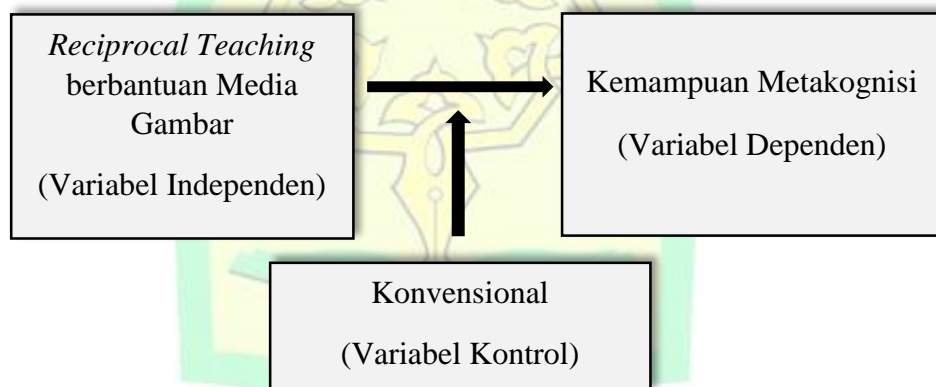 Reciprocal Teaching
berbantuan Media
Gambar
(Variabel Independen)
Kemampuan Metakognisi
(Variabel Dependen)
Konvensional
(Variabel Kontrol)